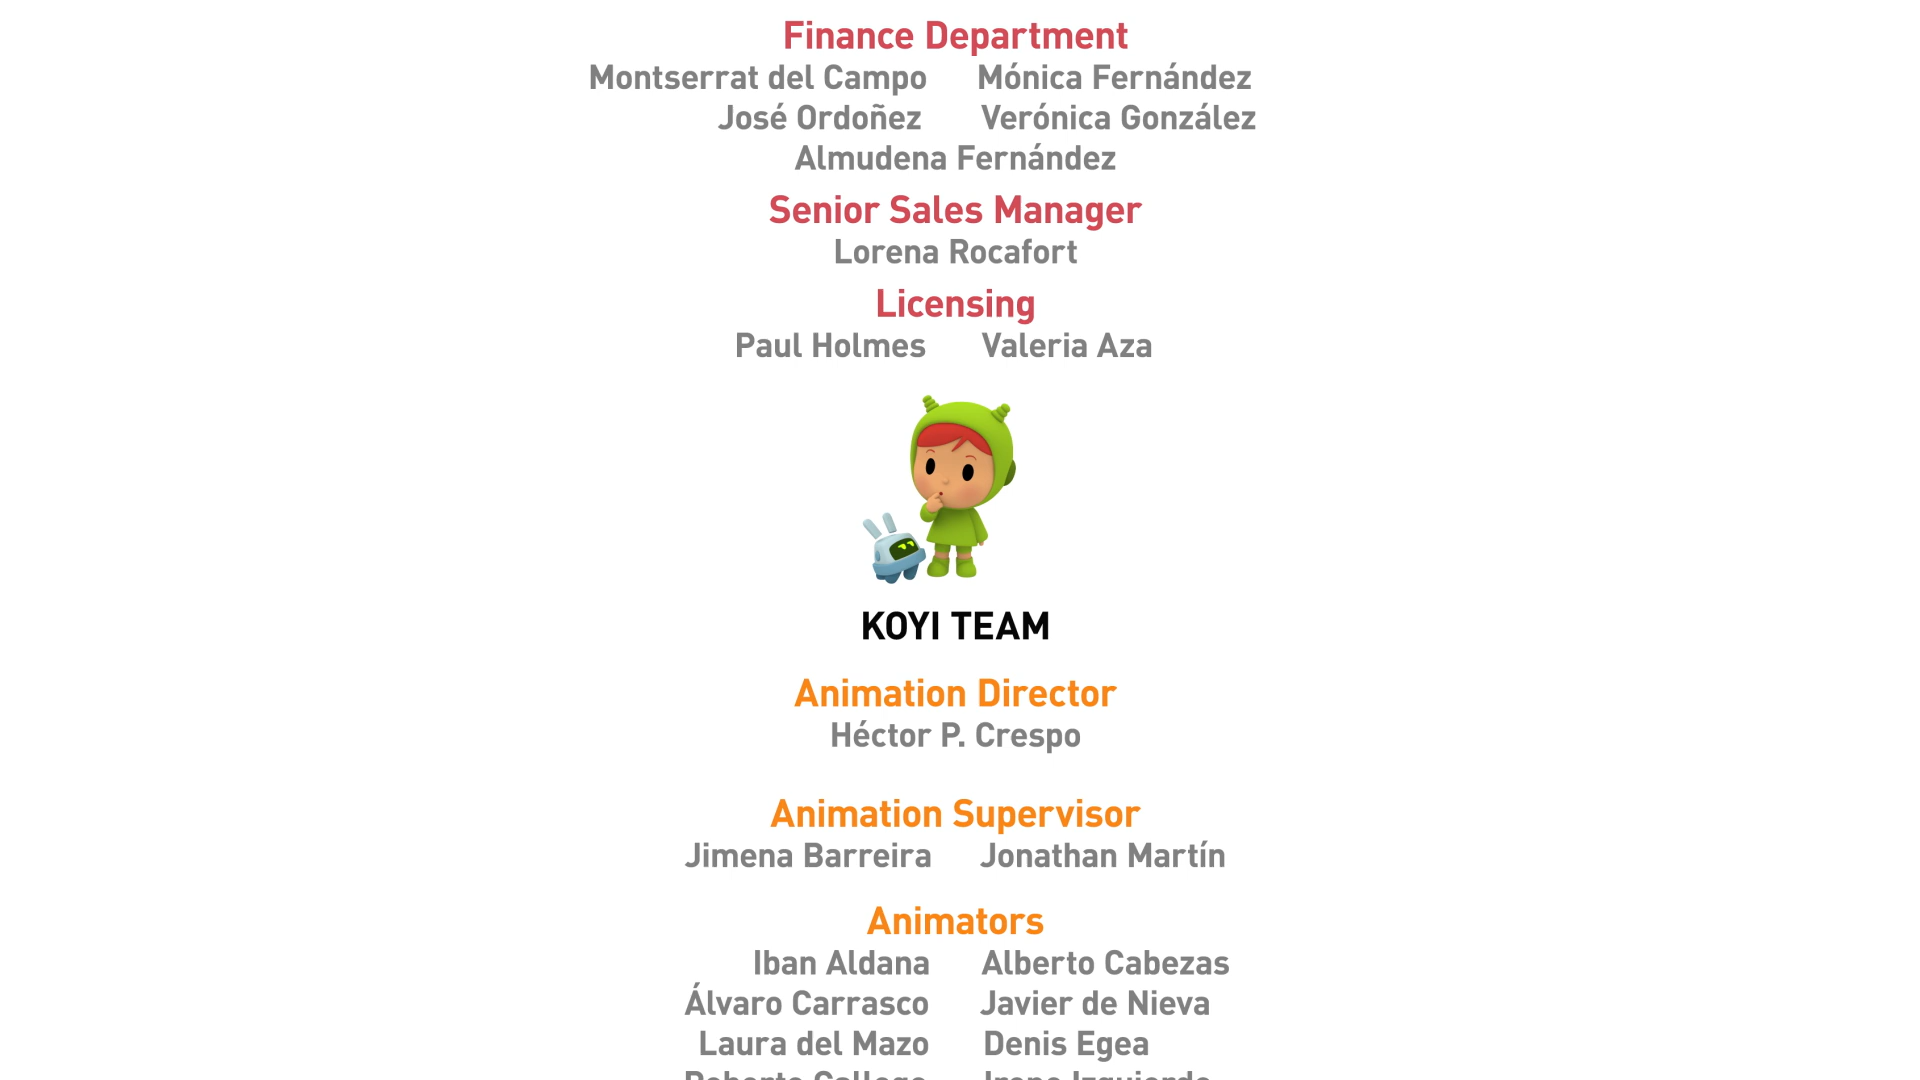 Finance Department
Montserrat del Campo Mónica Fernández
José Ordoñez Verónica González
Almudena Fernández
Senior Sales Manager
Lorena Rocafort
Licensing
Paul Holmes Valeria Aza
KOYI TEAM
Animation Director
Héctor P. Crespo
Animation Supervisor
Jimena Barreira Jonathan Martín
Animators
Iban Aldana Alberto Cabezas
Álvaro Carrasco Javier de Nieva
Laura del Mazo Denis Egea